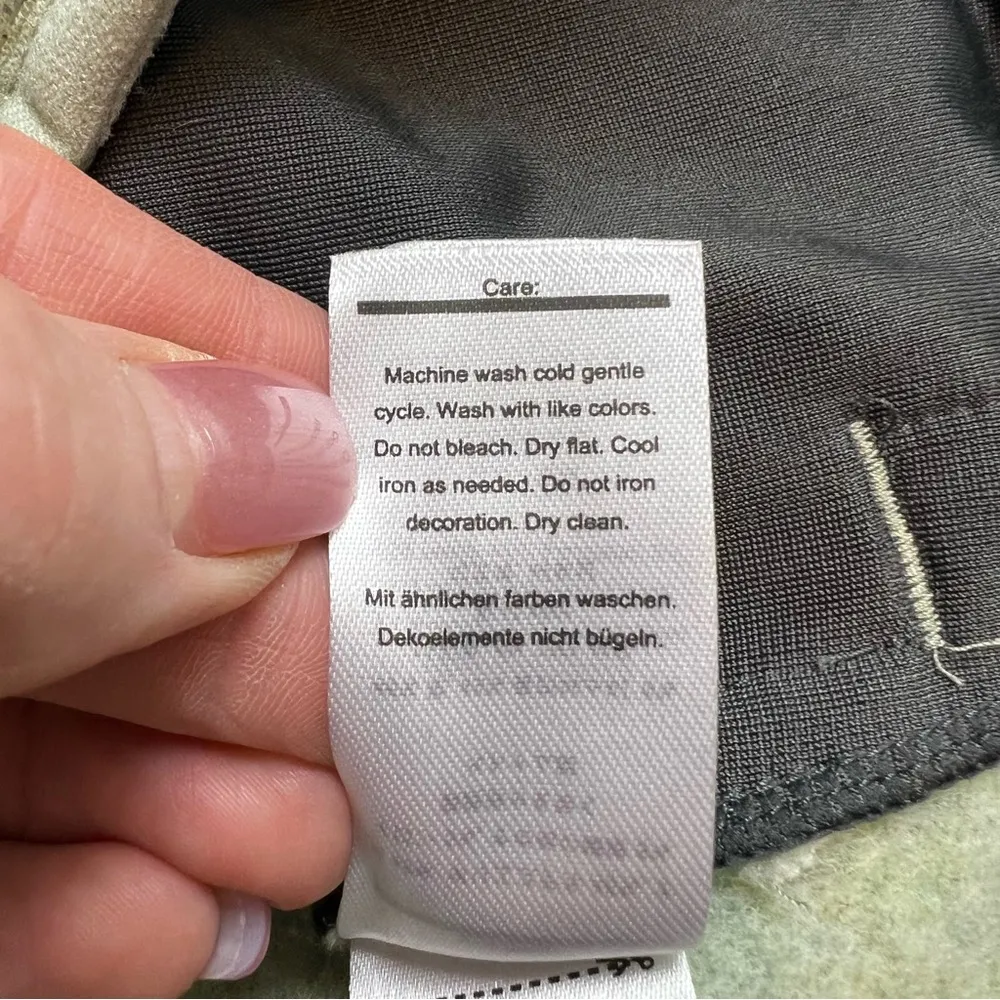 Care:
Machine wash cold gentle
cycle. Wash with like colors.
Do not bleach. Dry flat. Cool
iron as needed. Do not iron
decoration. Dry clean.
Mit ähnlichen farben waschen.
Dekoelemente nicht bügeln.